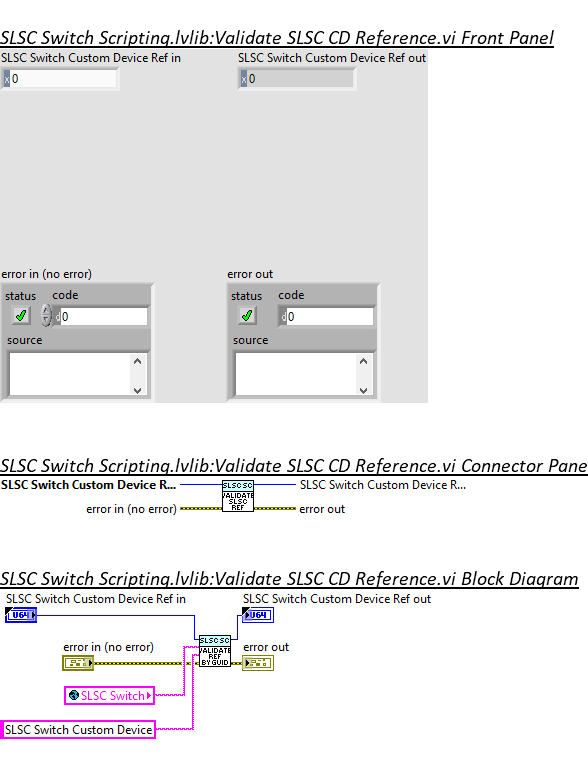 SLSC Switch Scripting.lvlib:Validate SLSC CD Reference.vi Front Panel
SLSC Switch Custom Device Ref in
SLSC Switch Custom Device Ref out
x 0
x 0
error in (no error)
error out
status code
status code
d 0
d 0
source
source
SLSC Switch Scripting.lvlib:Validate SLSC CD Reference.vi Connector Pane
SLSC Switch Custom Device R...
SLSC Switch Custom Device R...
SLSC SC
VALIDATE
SLSC
REF
error in (no error)
error out
SLSC Switch Scripting.lvlib:Validate SLSC CD Reference.vi Block Diagram
SLSC Switch Custom Device Ref in
SLSC Switch Custom Device Ref out
U64
U64
SLSC SC
VALIDATE
REF
BY GUID
error in (no error)
error out
SLSC Switch
SLSC Switch Custom Device